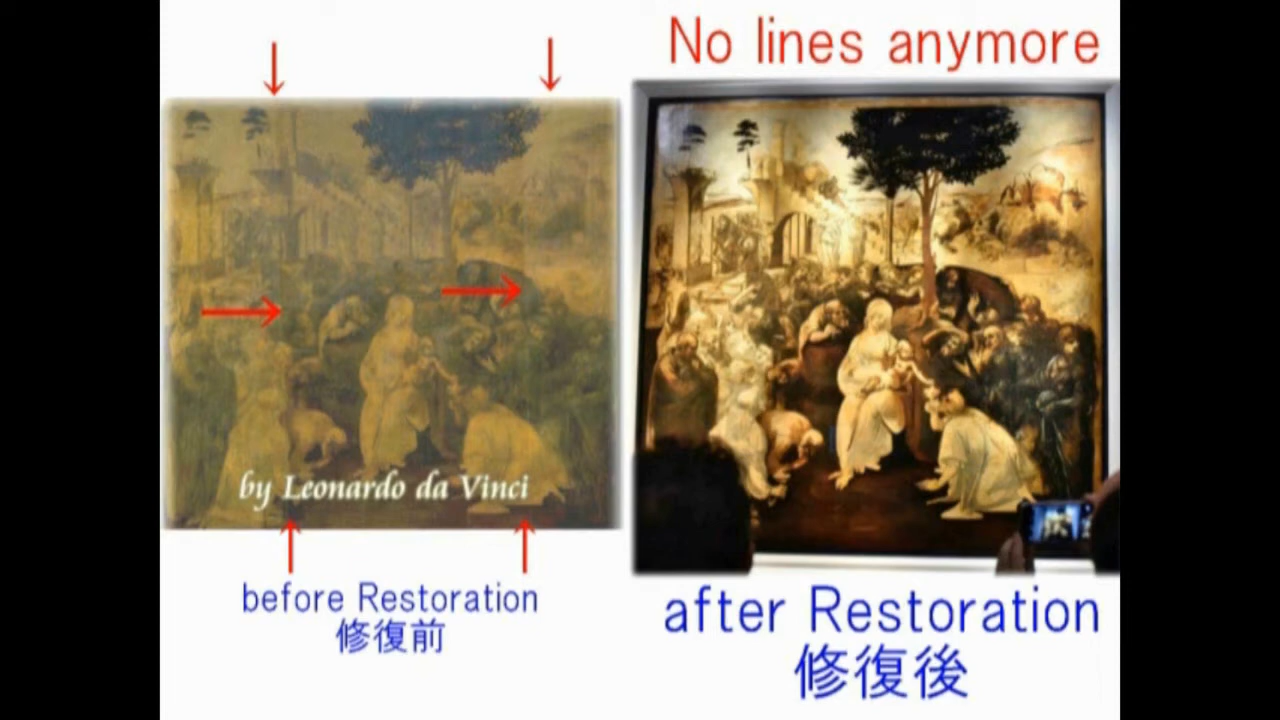 No lines anymore
by Leonardo da Vinci
before Restoration
修復前
after Restoration
修復後